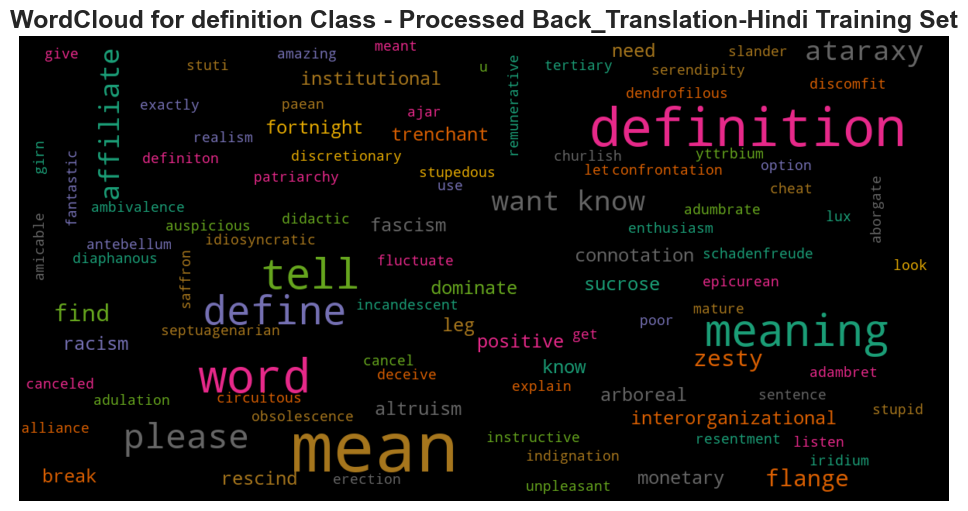 WordCloud for definition Class - Processed Back_Translation-Hindi Training Set
give
meant
amazing
need
slander
ataraxy
stuti
u
tertiary
serendipity
affiliate
institutional
remunerative
discomfit
dendrofilous
exactly
paean
ajar
definition
fortnight
trenchant
realism
girn
fantastic
definiton
discretionary
churlish
yttrbium
option
stupedous
let
confrontation
patriarchy
use
cheat
want know
aborgate
ambivalence
adumbrate
lux
amicable
auspicious
didactic
fascism
enthusiasm
antebellum
idiosyncratic
connotation
schadenfreude
diaphanous
fluctuate
look
saffron
tell
dominate
sucrose
epicurean
define
incandescent
mature
find
leg
poor
meaning
septuagenarian
positive
get
racism
zesty
cancel
know
word
deceive
adambret
canceled
explain
arboreal
sentence
adulation
circuitous
altruism
stupid
obsolescence
interorganizational
alliance
please
mean
instructive
resentment
listen
indignation
iridium
break
rescind
erection
monetary
flange
unpleasant